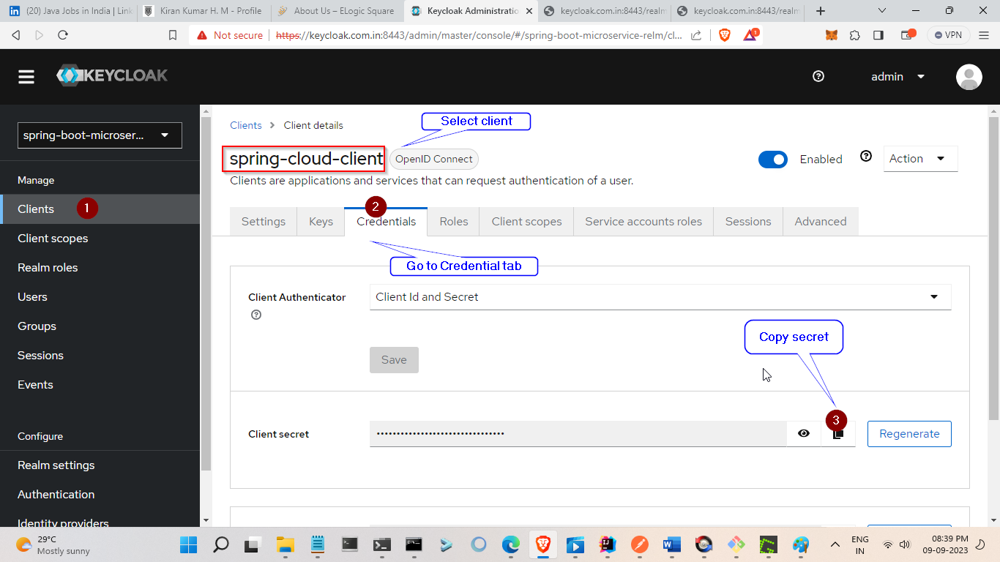 (20) Java Jobs in India | Link
Kiran Kumar H. M - Profile
About Us – ELogic Square
Keycloak Administratio
keycloak.com.in:8443/realm
keycloak.com.in:8443/realm
Not secure
https://keycloak.com.in:8443/admin/master/console/#/spring-boot-microservice-relm/cl...
1
VPN
KEYCLOAK
admin
spring-boot-microser...
Manage
Clients
1
Client scopes
Realm roles
Users
Groups
Sessions
Events
Configure
Realm settings
Authentication
Identity providers
Clients
Client details
Select client
spring-cloud-client
OpenID Connect
Enabled
Action
Clients are applications and services that can request authentication of a user.
2
Settings
Keys
Credentials
Roles
Client scopes
Service accounts roles
Sessions
Advanced
Go to Credential tab
Client Authenticator
Client Id and Secret
Copy secret
Save
3
Client secret
••••••••••••••••••••••••••••••••
Regenerate
29°C
Mostly sunny
ENG
IN
08:39 PM
09-09-2023